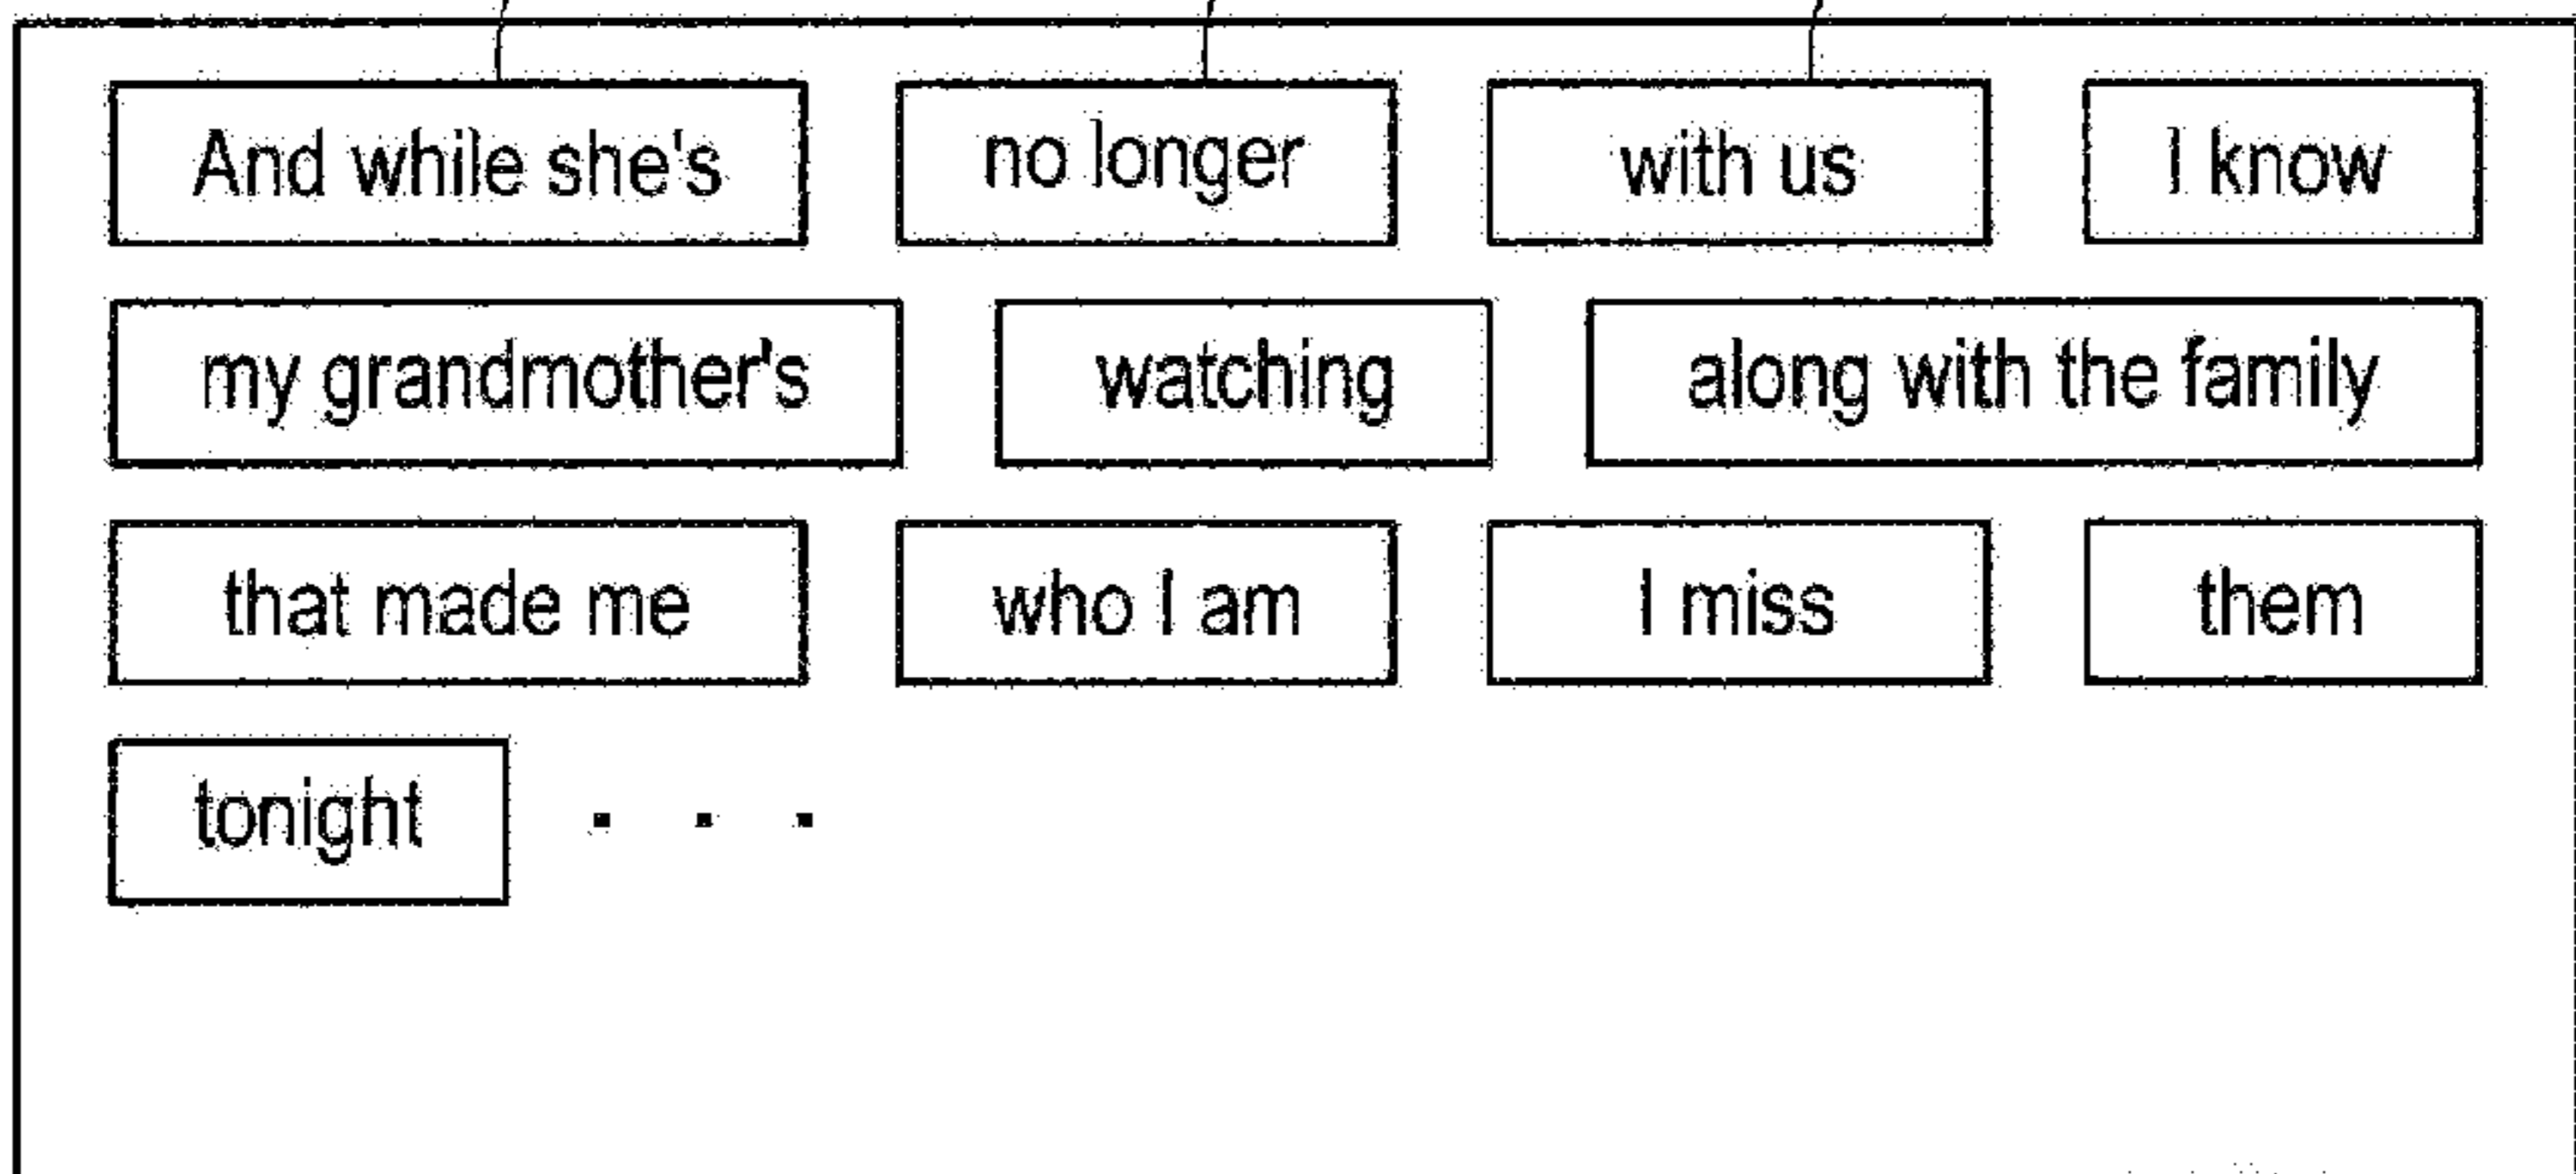 And while she's no longer with us I know
my grandmother's watching along with the family
that made me who I am I miss them
tonight . . .